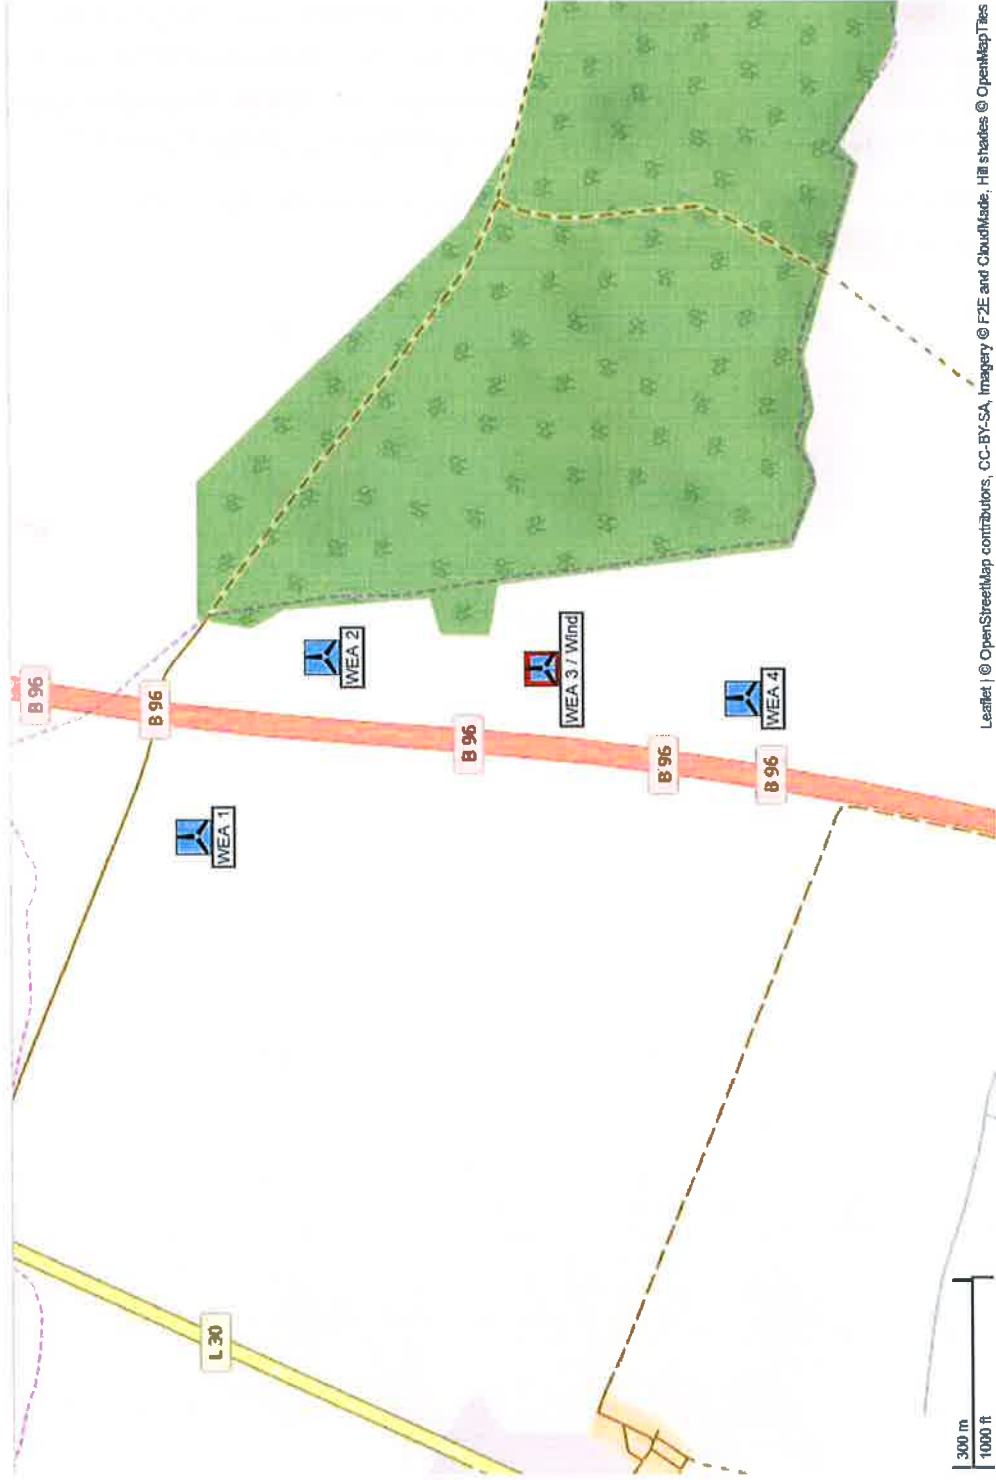 B 96
B 96
WEA 2
WEA 1
B 96
WEA 3 / Wind
B 96
WEA 4
B 96
L 30
300 m
1000 ft
Leaflet | © OpenStreetMap contributors, CC-BY-SA, Imagery © F2E and CloudMade, Hill shades © OpenMapTiles